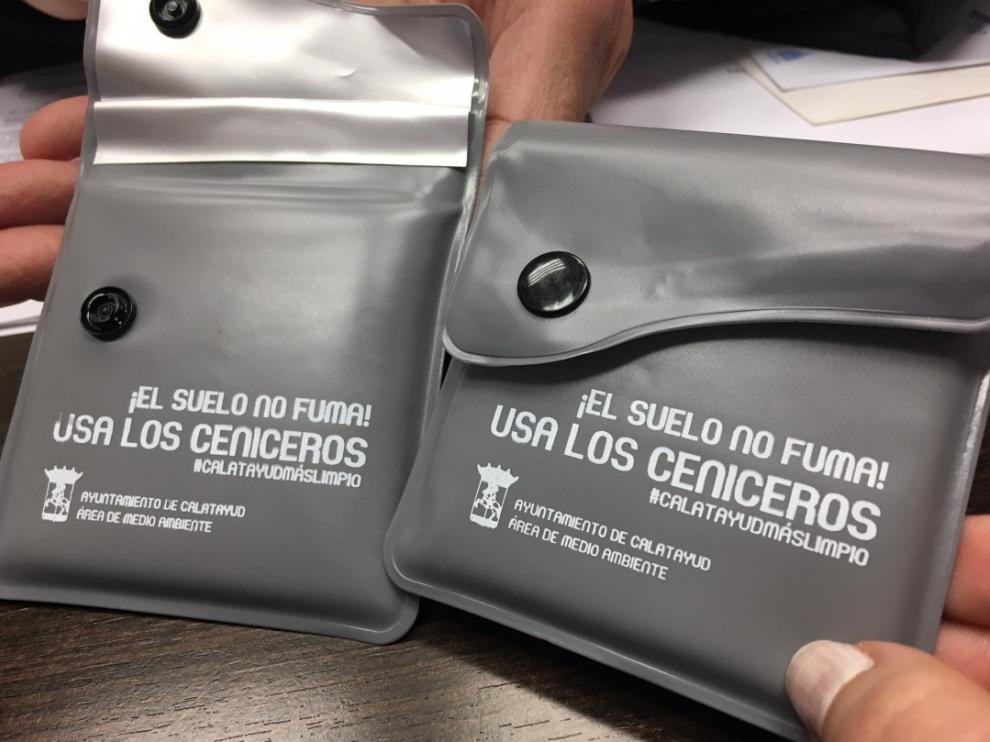 ¡EL SUELO NO FUMA!
USA LOS CENICEROS
#CALATAYUDMÁSLIMPIO
AYUNTAMIENTO DE CALATAYUD
ÁREA DE MEDIO AMBIENTE
¡EL SUELO NO FUMA!
USA LOS CENICEROS
#CALATAYUDMÁSLIMPIO
AYUNTAMIENTO DE CALATAYUD
ÁREA DE MEDIO AMBIENTE